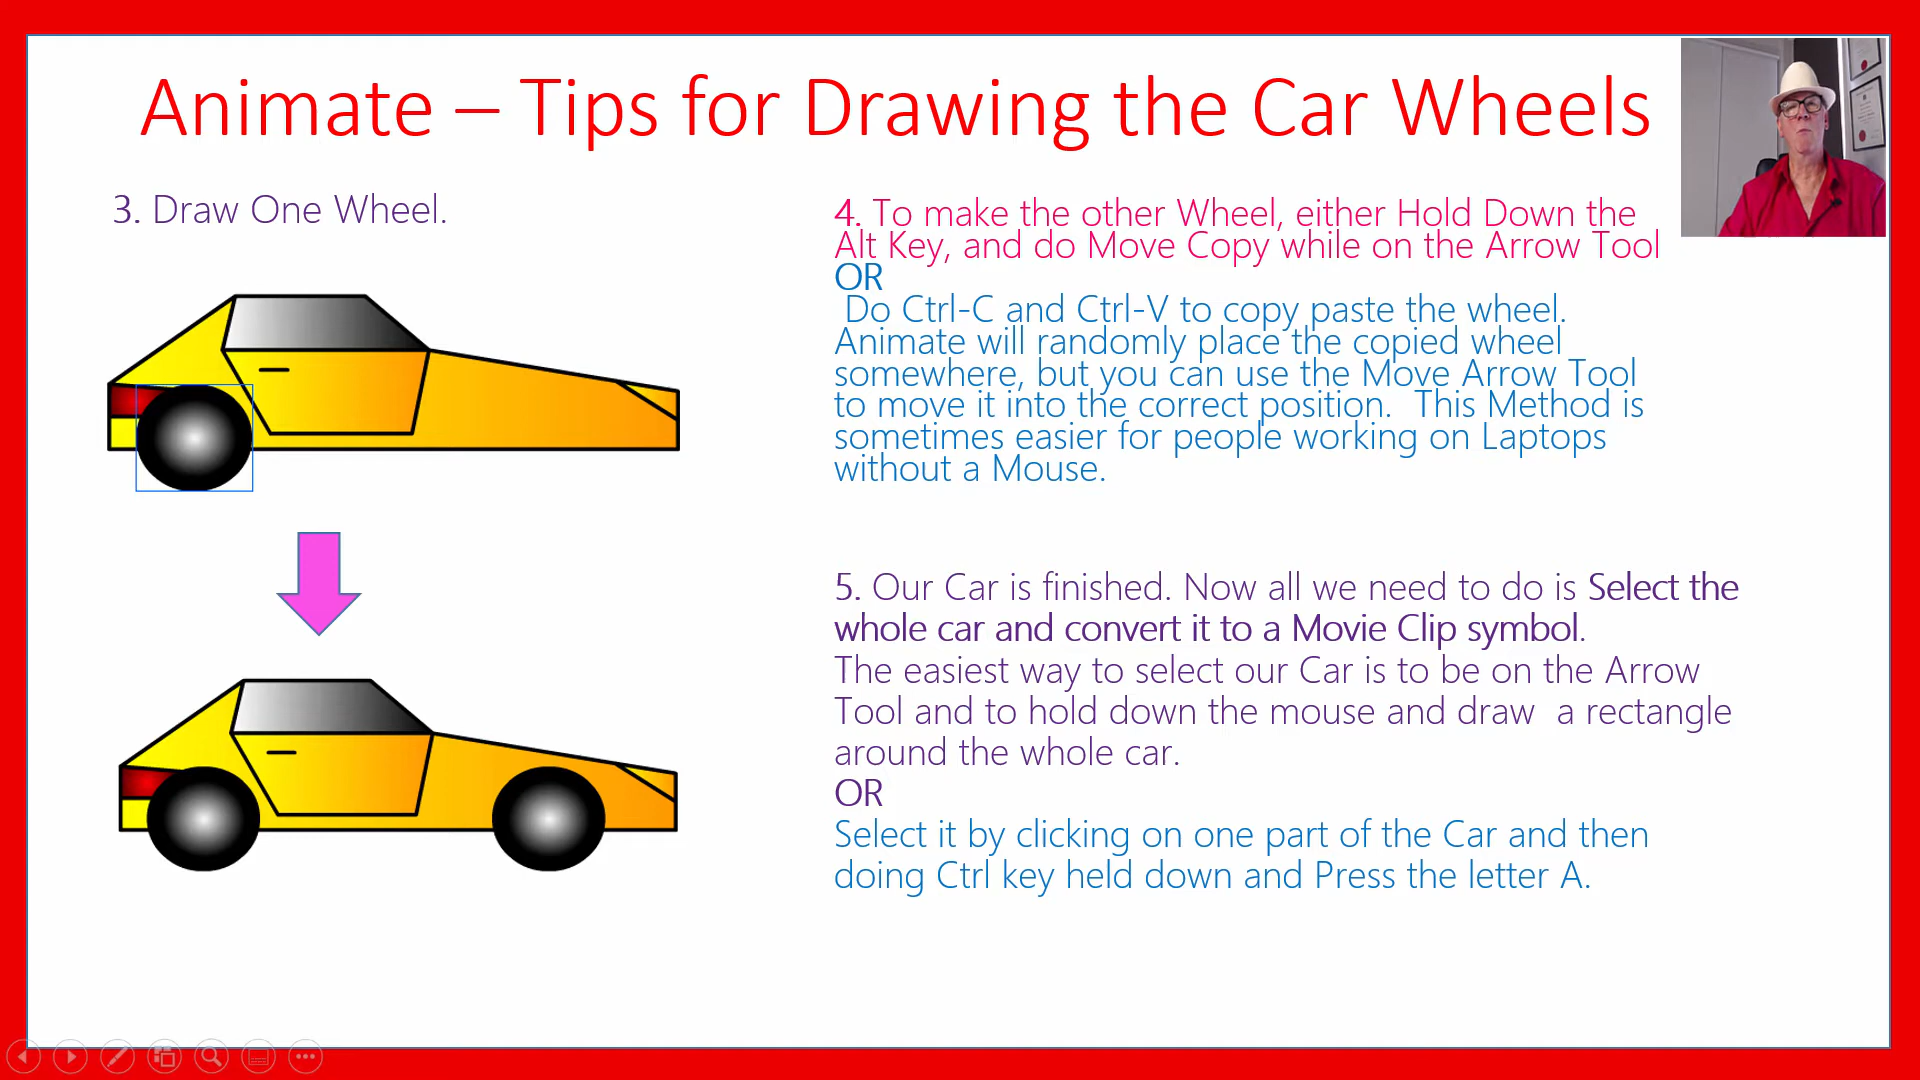 Animate – Tips for Drawing the Car Wheels
3. Draw One Wheel.
4. To make the other Wheel, either Hold Down the
Alt Key, and do Move Copy while on the Arrow Tool
OR
Do Ctrl-C and Ctrl-V to copy paste the wheel.
Animate will randomly place the copied wheel
somewhere, but you can use the Move Arrow Tool
to move it into the correct position. This Method is
sometimes easier for people working on Laptops
without a Mouse.
5. Our Car is finished. Now all we need to do is Select the
whole car and convert it to a Movie Clip symbol.
The easiest way to select our Car is to be on the Arrow
Tool and to hold down the mouse and draw a rectangle
around the whole car.
OR
Select it by clicking on one part of the Car and then
doing Ctrl key held down and Press the letter A.